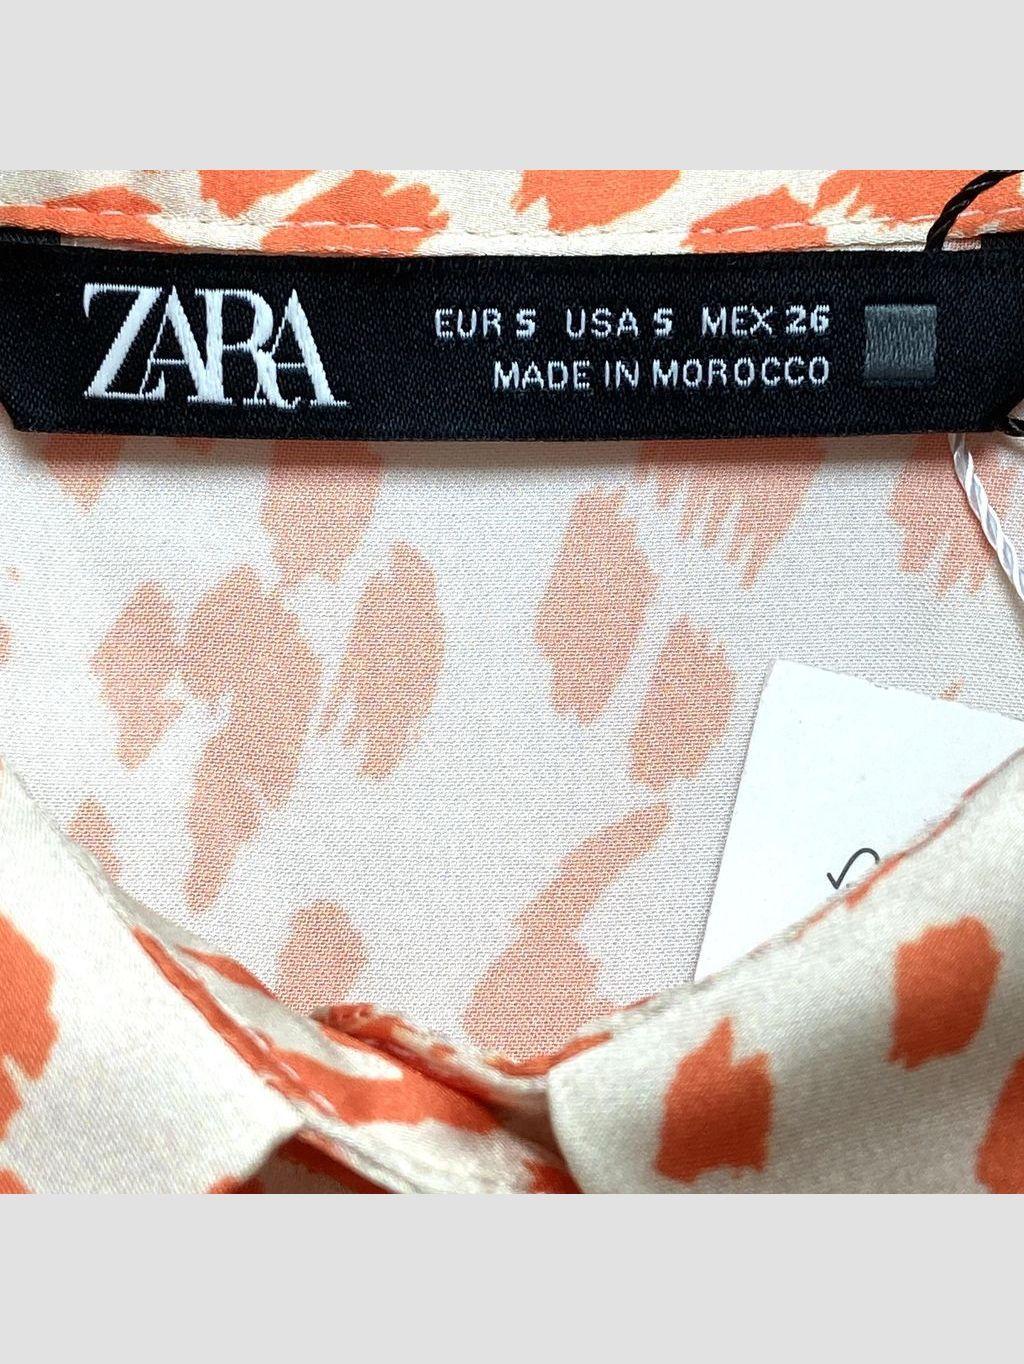 ZARA
EUR S USA S MEX 26
MADE IN MOROCCO